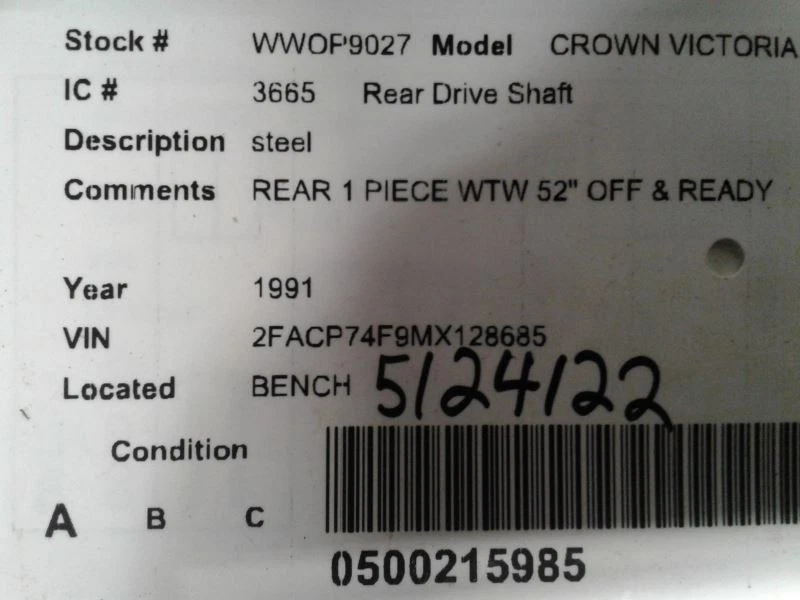 Stock # WWOP9027 Model CROWN VICTORIA
IC # 3665 Rear Drive Shaft
Description steel
Comments REAR 1 PIECE WTW 52" OFF & READY
Year 1991
VIN 2FACP74F9MX128685
Located BENCH 5/24/22
Condition
A B C
0500215985